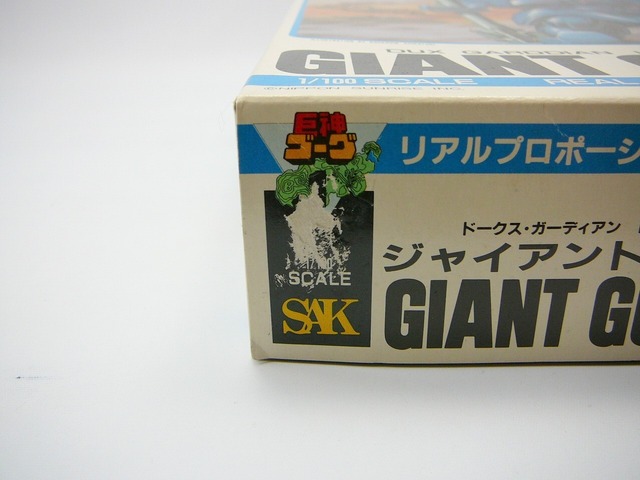 DUX GARODIAN
GIANT
1/100 SCALE REAL
©NIPPON SUNRISE INC.
巨神
ゴーグ
リアルプロポーシ
ドークス・ガーディアン
ジャイアント
SCALE
SAK
GIANT